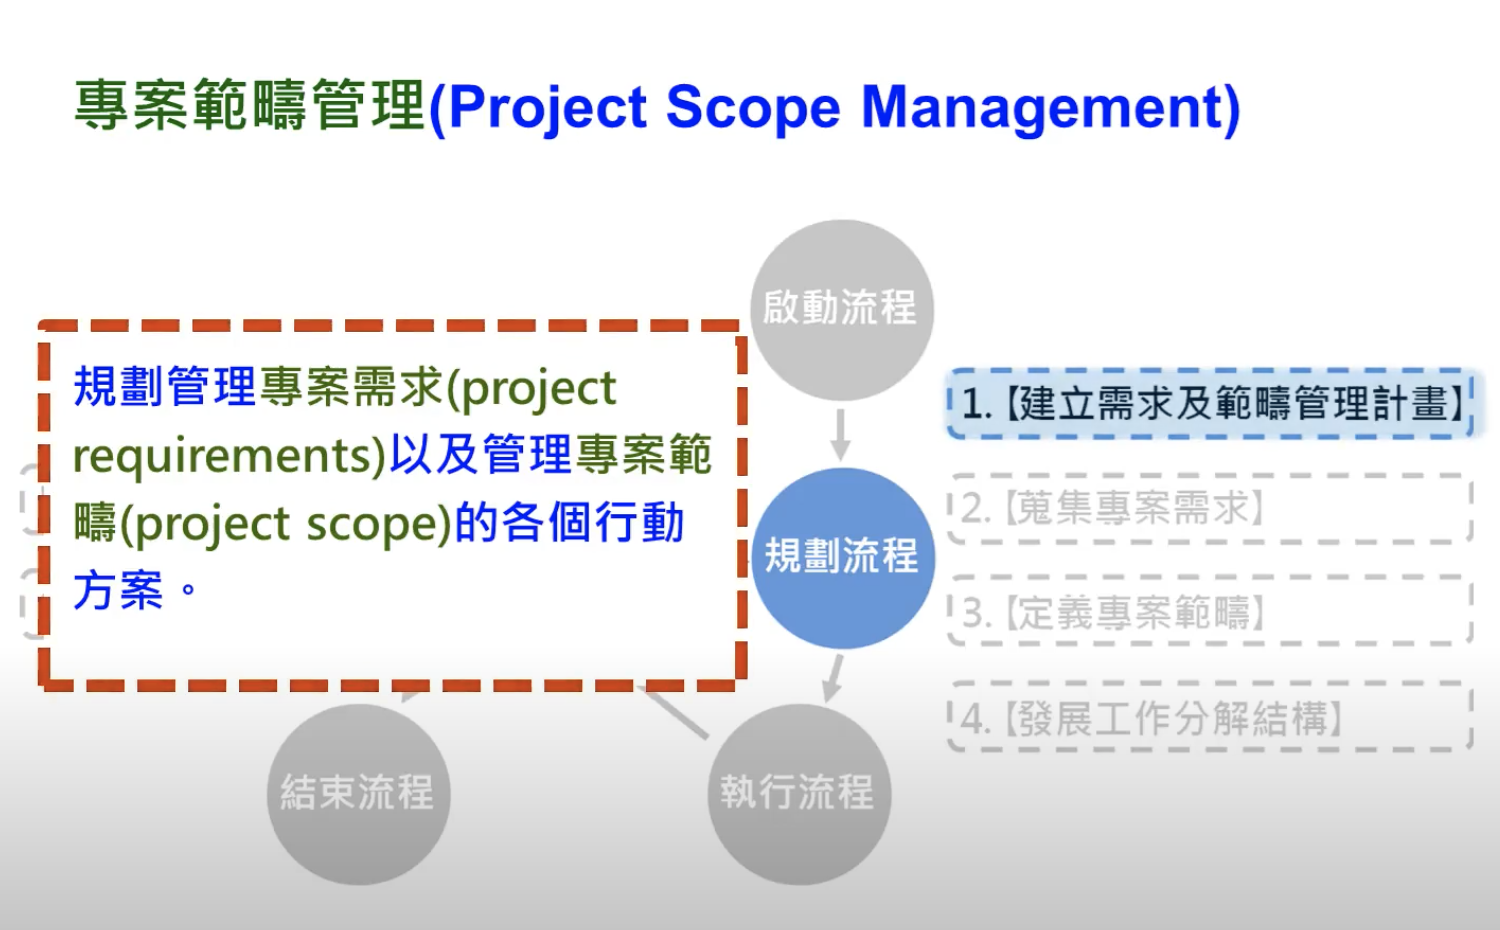 專案範疇管理(Project Scope Management)
啟動流程
規劃管理專案需求(project
requirements)以及管理專案範
疇(project scope)的各個行動
方案。
1.【建立需求及範疇管理計畫】
2.【蒐集專案需求】
規劃流程
3.【定義專案範疇】
4.【發展工作分解結構】
結束流程
執行流程